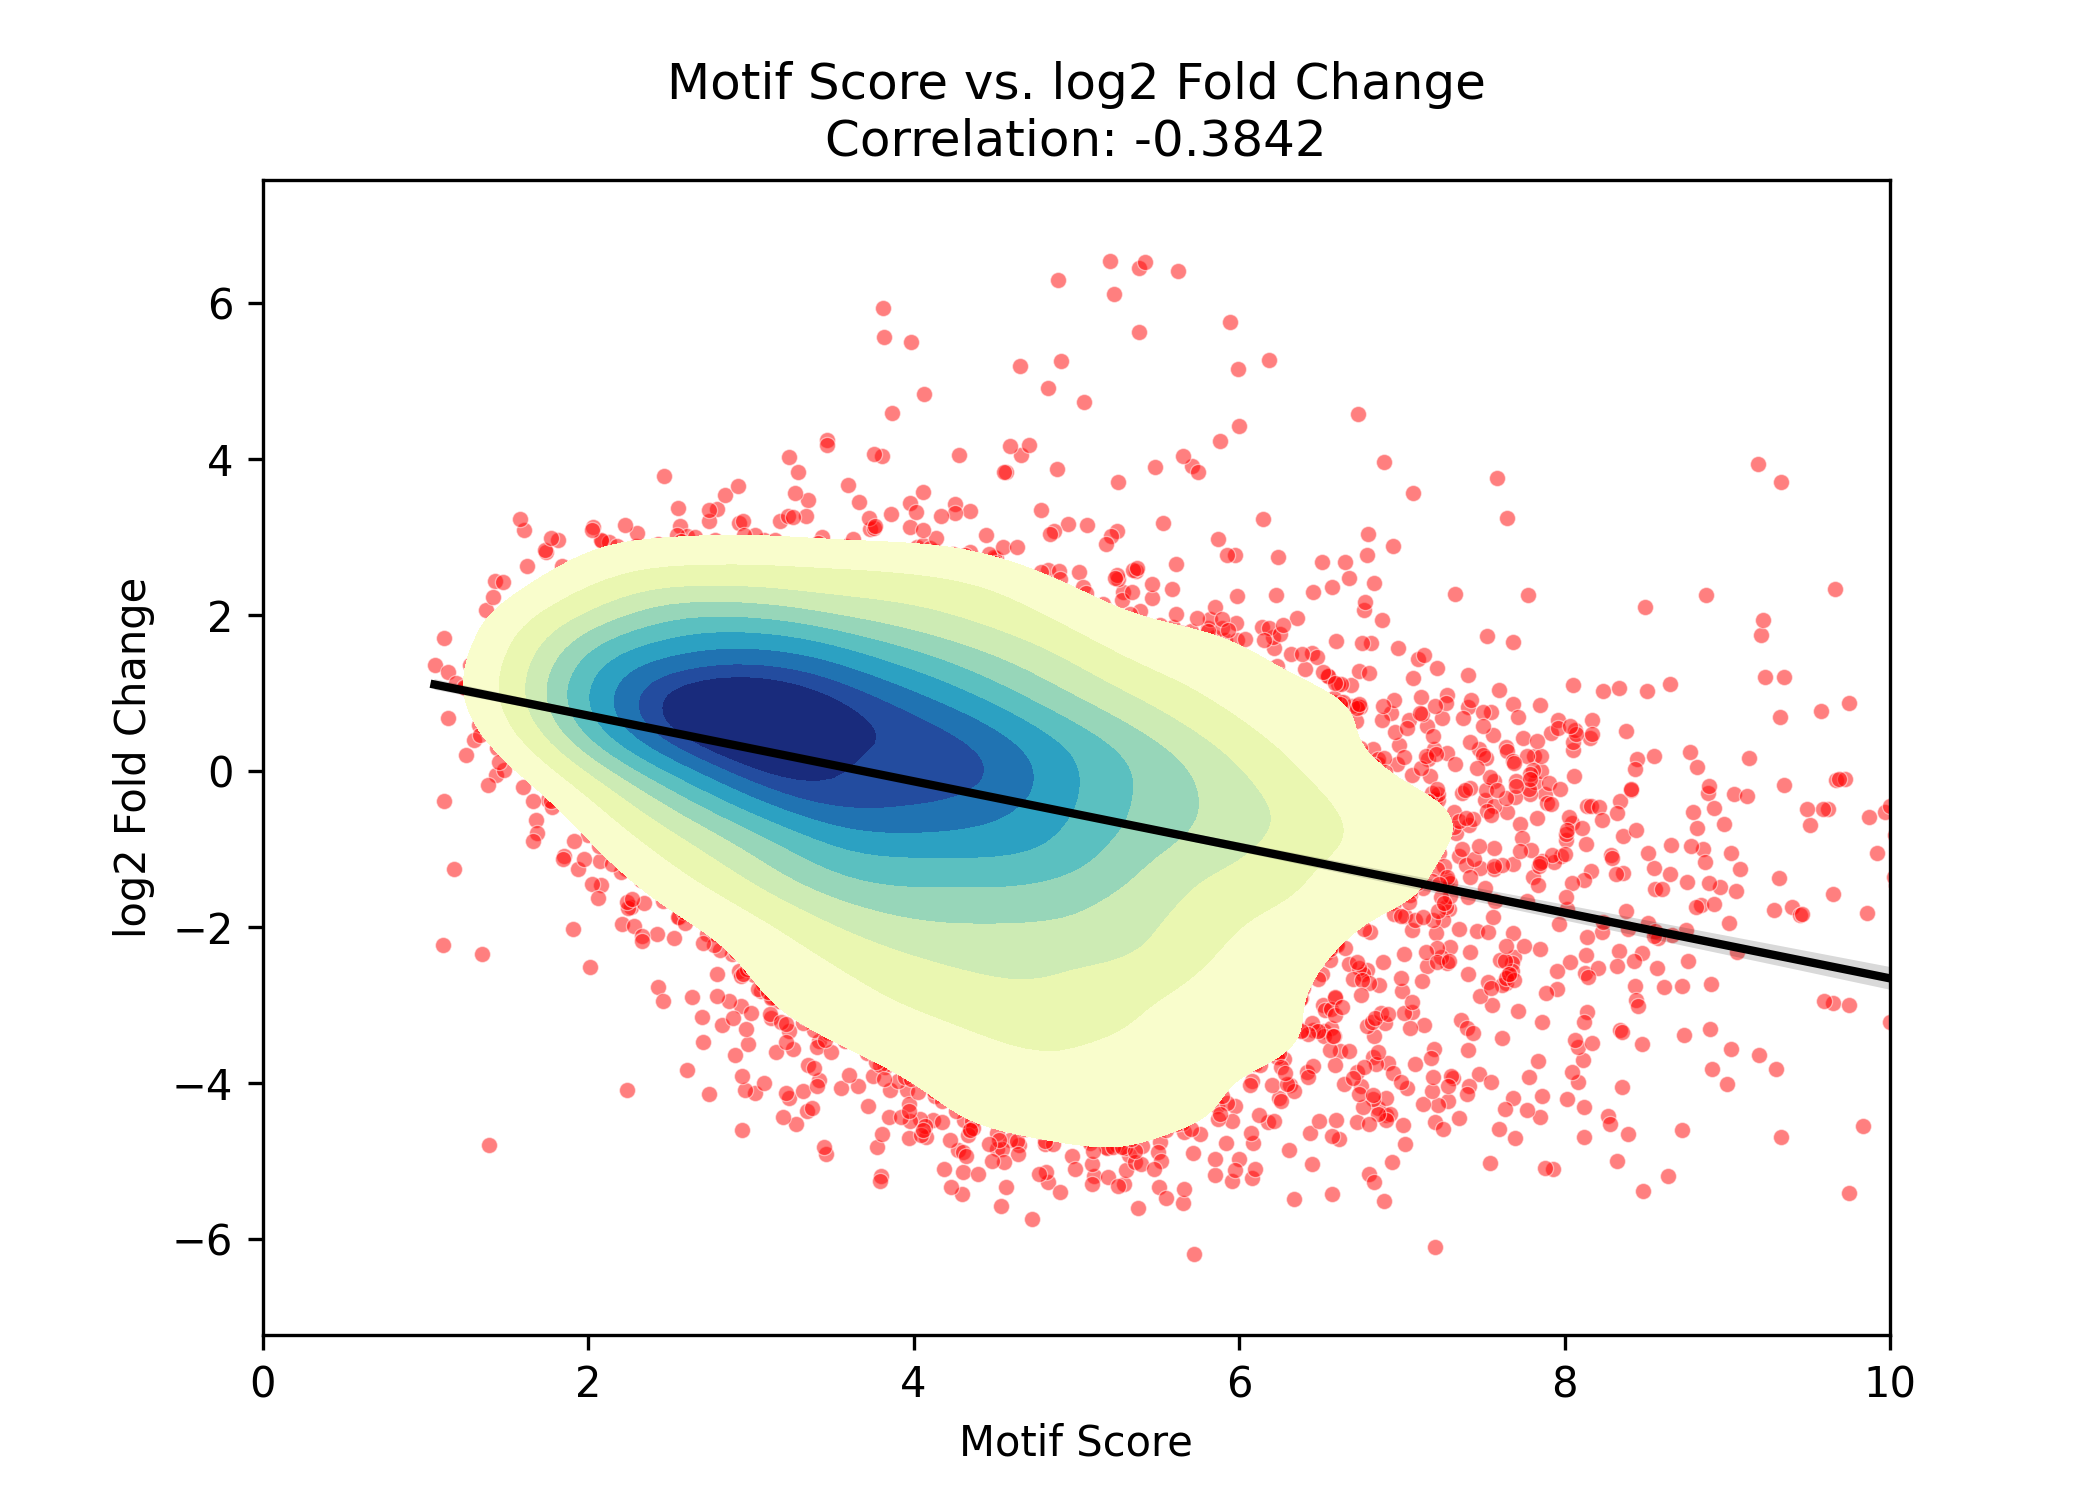 Motif Score vs. log2 Fold Change
Correlation: -0.3842
log2 Fold Change
6
4
2
0
−2
−4
−6
0 2 4 6 8 10
Motif Score